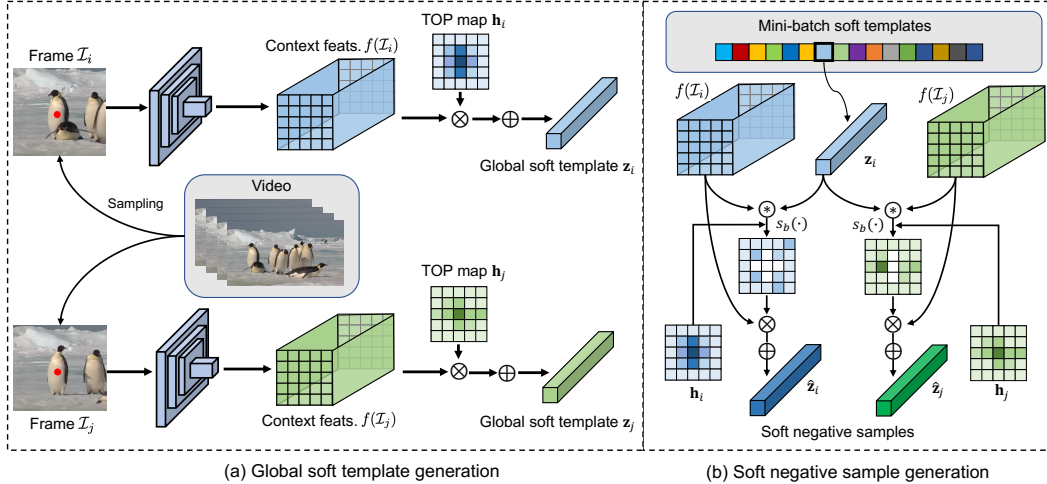 Frame ℐ𝑖
Context feats. 𝑓(ℐ𝑖)
TOP map 𝐡𝑖
Global soft template 𝐳𝑖
Sampling
Video
TOP map 𝐡𝑗
Frame ℐ𝑗
Context feats. 𝑓(ℐ𝑗)
Global soft template 𝐳𝑗
(a) Global soft template generation
Mini-batch soft templates
𝑓(ℐ𝑖)
𝐳𝑖
𝑓(ℐ𝑗)
𝑠𝑏(·)
𝑠𝑏(·)
𝐡𝑖
𝐳̂𝑖
𝐳̂𝑗
𝐡𝑗
Soft negative samples
(b) Soft negative sample generation